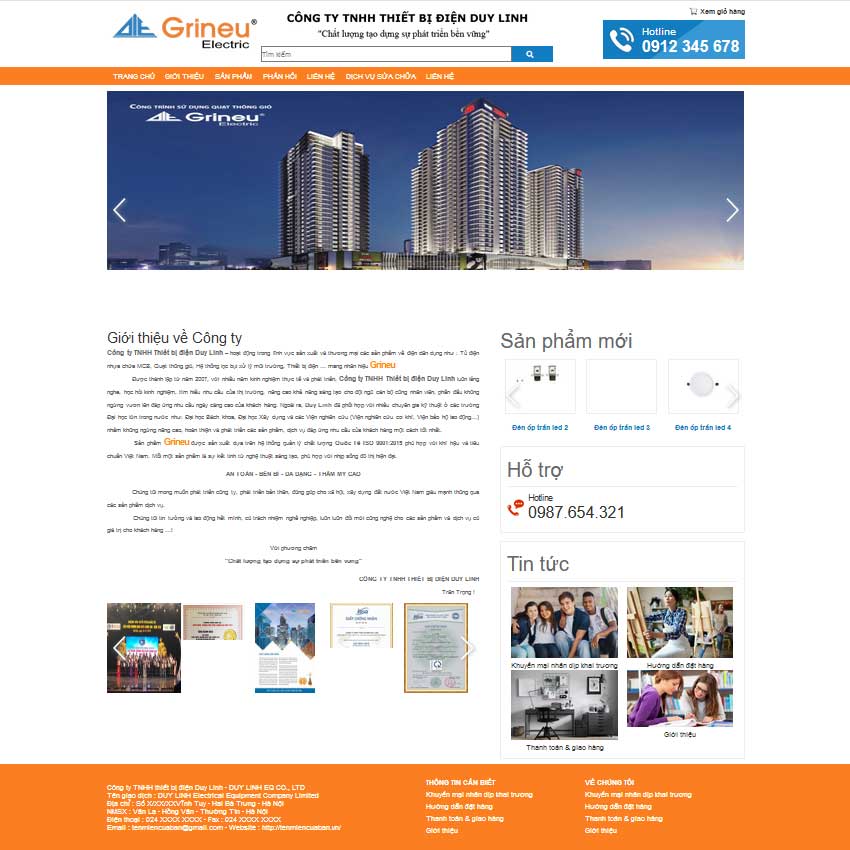 Grineu®
Electric
CÔNG TY TNHH THIẾT BỊ ĐIỆN DUY LINH
"Chất lượng tạo dựng sự phát triển bền vững"
Tìm kiếm
Xem giỏ hàng
Hotline
0912 345 678
TRANG CHỦ GIỚI THIỆU SẢN PHẨM PHẢN HỒI LIÊN HỆ DỊCH VỤ SỬA CHỮA LIÊN HỆ
CÔNG TRÌNH SỬ DỤNG QUẠT THÔNG GIÓ
Grineu®
Electric
Giới thiệu về Công ty
Công ty TNHH Thiết bị điện Duy Linh – hoạt động trong lĩnh vực sản xuất và thương mại các sản phẩm về điện dân dụng như : Tủ điện
nhựa chứa MCB, Quạt thông gió, Hệ thống lọc bụi xử lý môi trường, Thiết bị điện ... mang nhãn hiệu Grineu
Được thành lập từ năm 2007, với nhiều năm kinh nghiệm thực tế và phát triển. Công ty TNHH Thiết bị điện Duy Linh luôn lắng
nghe, học hỏi kinh nghiệm, tìm hiểu nhu cầu của thị trường, nâng cao khả năng sáng tạo cho đội ngũ cán bộ công nhân viên, phấn đấu không
ngừng vươn lên đáp ứng nhu cầu ngày càng cao của khách hàng. Ngoài ra, Duy Linh đã phối hợp với nhiều chuyên gia kỹ thuật ở các trường
Đại học lớn trong nước như: Đại học Bách khoa, Đại học Xây dựng và các Viện nghiên cứu (Viện nghiên cứu cơ khí, Viện bảo hộ lao động...)
nhằm không ngừng nâng cao, hoàn thiện và phát triển các sản phẩm, dịch vụ đáp ứng nhu cầu của khách hàng một cách tốt nhất.
Sản phẩm Grineu được sản xuất dựa trên hệ thống quản lý chất lượng Quốc tế ISO 9001:2015 phù hợp với khí hậu và tiêu
chuẩn Việt Nam. Mỗi một sản phẩm là sự kết tinh từ nghệ thuật sáng tạo, phù hợp với nhịp sống đô thị hiện đại.
AN TOÀN - BỀN BỈ - ĐA DẠNG - THẨM MỸ CAO
Chúng tôi mong muốn phát triển công ty, phát triển bản thân, đóng góp cho xã hội, xây dựng đất nước Việt Nam giàu mạnh thông qua
các sản phẩm dịch vụ.
Chúng tôi tin tưởng và lao động hết mình, có trách nhiệm nghề nghiệp, luôn luôn đổi mới công nghệ cho các sản phẩm và dịch vụ có
giá trị cho khách hàng ...!
Với phương châm
"Chất lượng tạo dựng sự phát triển bền vững"
CÔNG TY TNHH THIẾT BỊ ĐIỆN DUY LINH
Trân Trọng !
GIẤY CHỨNG NHẬN
Sản phẩm mới
Đèn ốp trần led 2
Đèn ốp trần led 3
Đèn ốp trần led 4
Hỗ trợ
Hotline
0987.654.321
Tin tức
Khuyến mại nhân dịp khai trương
Hướng dẫn đặt hàng
Thanh toán & giao hàng
Giới thiệu
Công ty TNHH thiết bị điện Duy Linh - DUY LINH EQ CO., LTD
Tên giao dịch : DUY LINH Electrical Equipment Company Limited
Địa chỉ : Số X/XX/XXVĩnh Tuy - Hai Bà Trưng - Hà Nội
NMSX : Văn La - Hồng Vân - Thường Tín - Hà Nội
Điện thoại : 024 XXXX XXXX - Fax : 024 XXXX XXXX
Email : tenmiencuaban@gmail.com - Website : http://tenmiencuaban.vn/
THÔNG TIN CẦN BIẾT
Khuyến mại nhân dịp khai trương
Hướng dẫn đặt hàng
Thanh toán & giao hàng
Giới thiệu
VỀ CHÚNG TÔI
Khuyến mại nhân dịp khai trương
Hướng dẫn đặt hàng
Thanh toán & giao hàng
Giới thiệu